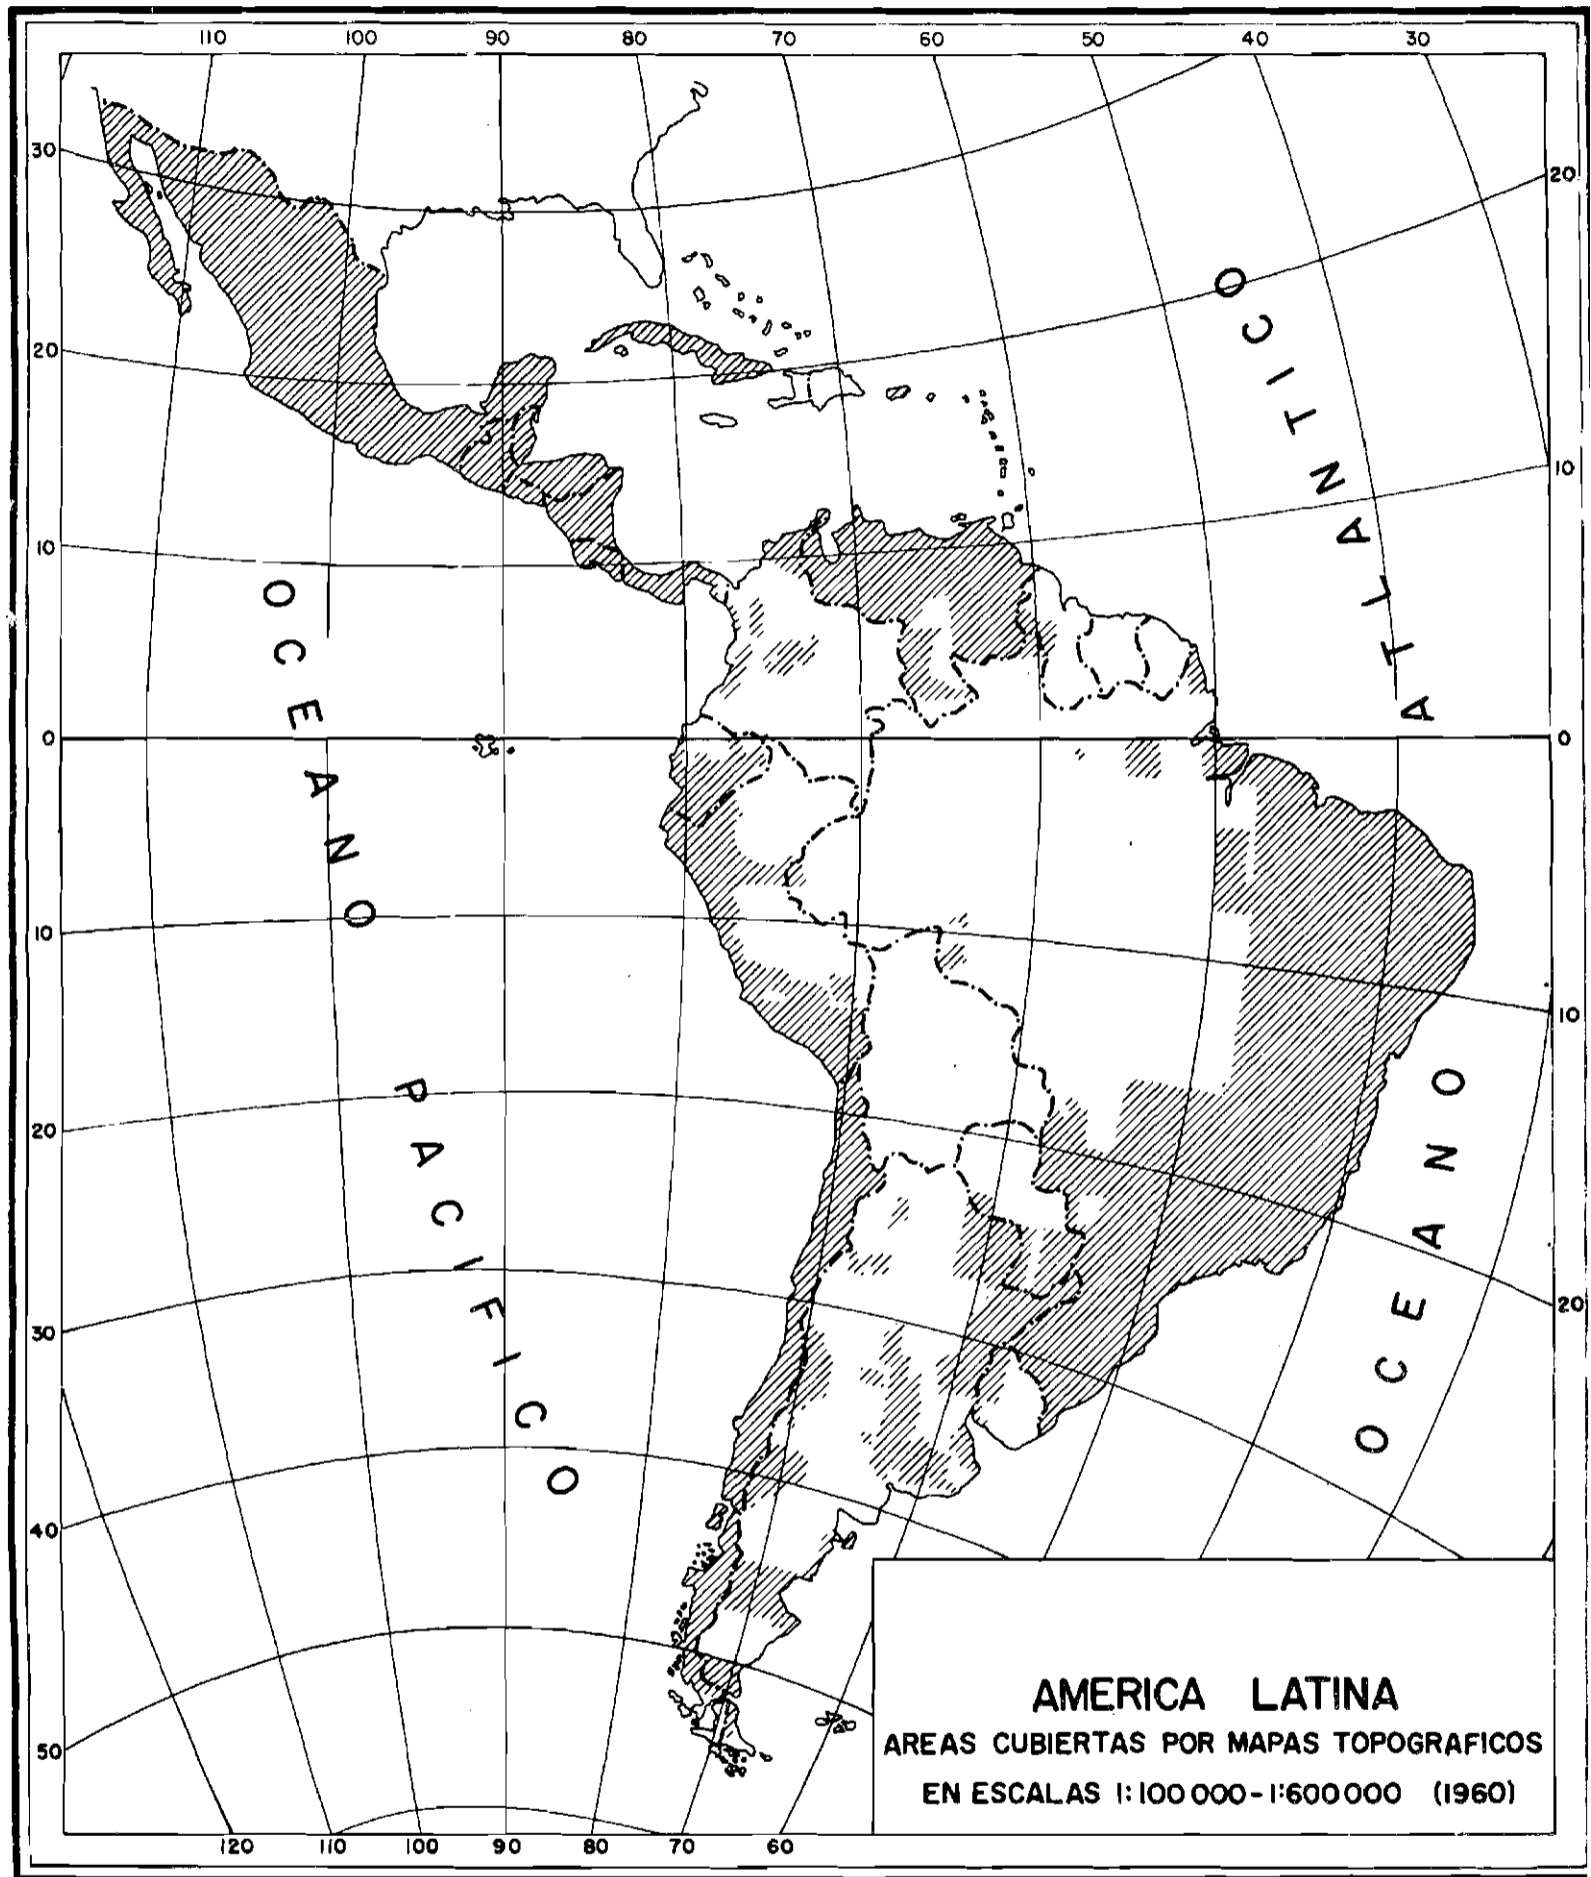 110 100 90 80 70 60 50 40 30
30
20
10
0
10
20
30
40
50
20
10
0
10
20
OCEANO PACIFICO
OCEANO ATLANTICO
AMERICA LATINA
AREAS CUBIERTAS POR MAPAS TOPOGRAFICOS
EN ESCALAS 1:100 000-1:600 000 (1960)
120 110 100 90 80 70 60